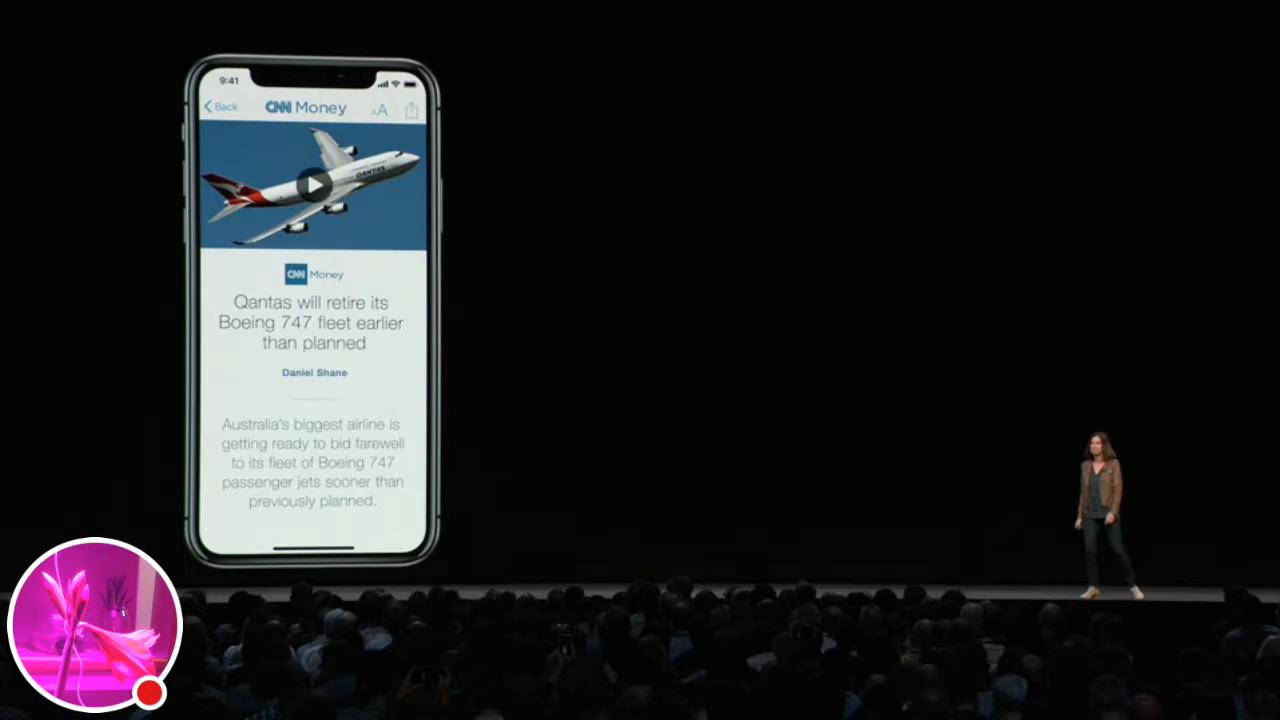 9:41
Back
CNN Money
AA
QANTAS
CNN Money
Qantas will retire its
Boeing 747 fleet earlier
than planned
Daniel Shane
Australia's biggest airline is
getting ready to bid farewell
to its fleet of Boeing 747
passenger jets sooner than
previously planned.